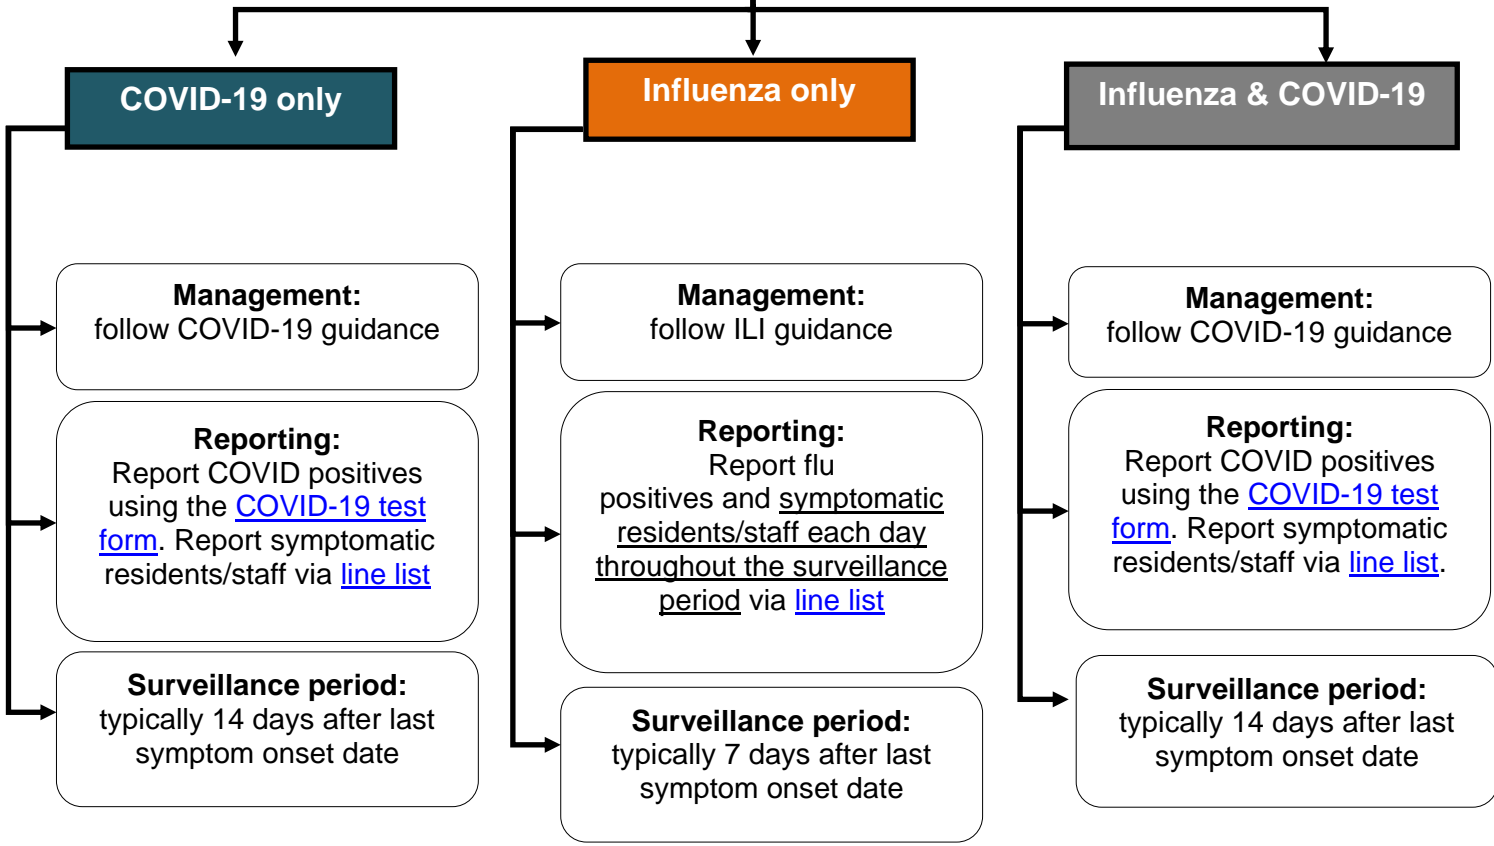 COVID-19 only
Management:
follow COVID-19 guidance
Reporting:
Report COVID positives
using the COVID-19 test
form. Report symptomatic
residents/staff via line list
Surveillance period:
typically 14 days after last
symptom onset date
Influenza only
Management:
follow ILI guidance
Reporting:
Report flu
positives and symptomatic
residents/staff each day
throughout the surveillance
period via line list
Surveillance period:
typically 7 days after last
symptom onset date
Influenza & COVID-19
Management:
follow COVID-19 guidance
Reporting:
Report COVID positives
using the COVID-19 test
form. Report symptomatic
residents/staff via line list.
Surveillance period:
typically 14 days after last
symptom onset date